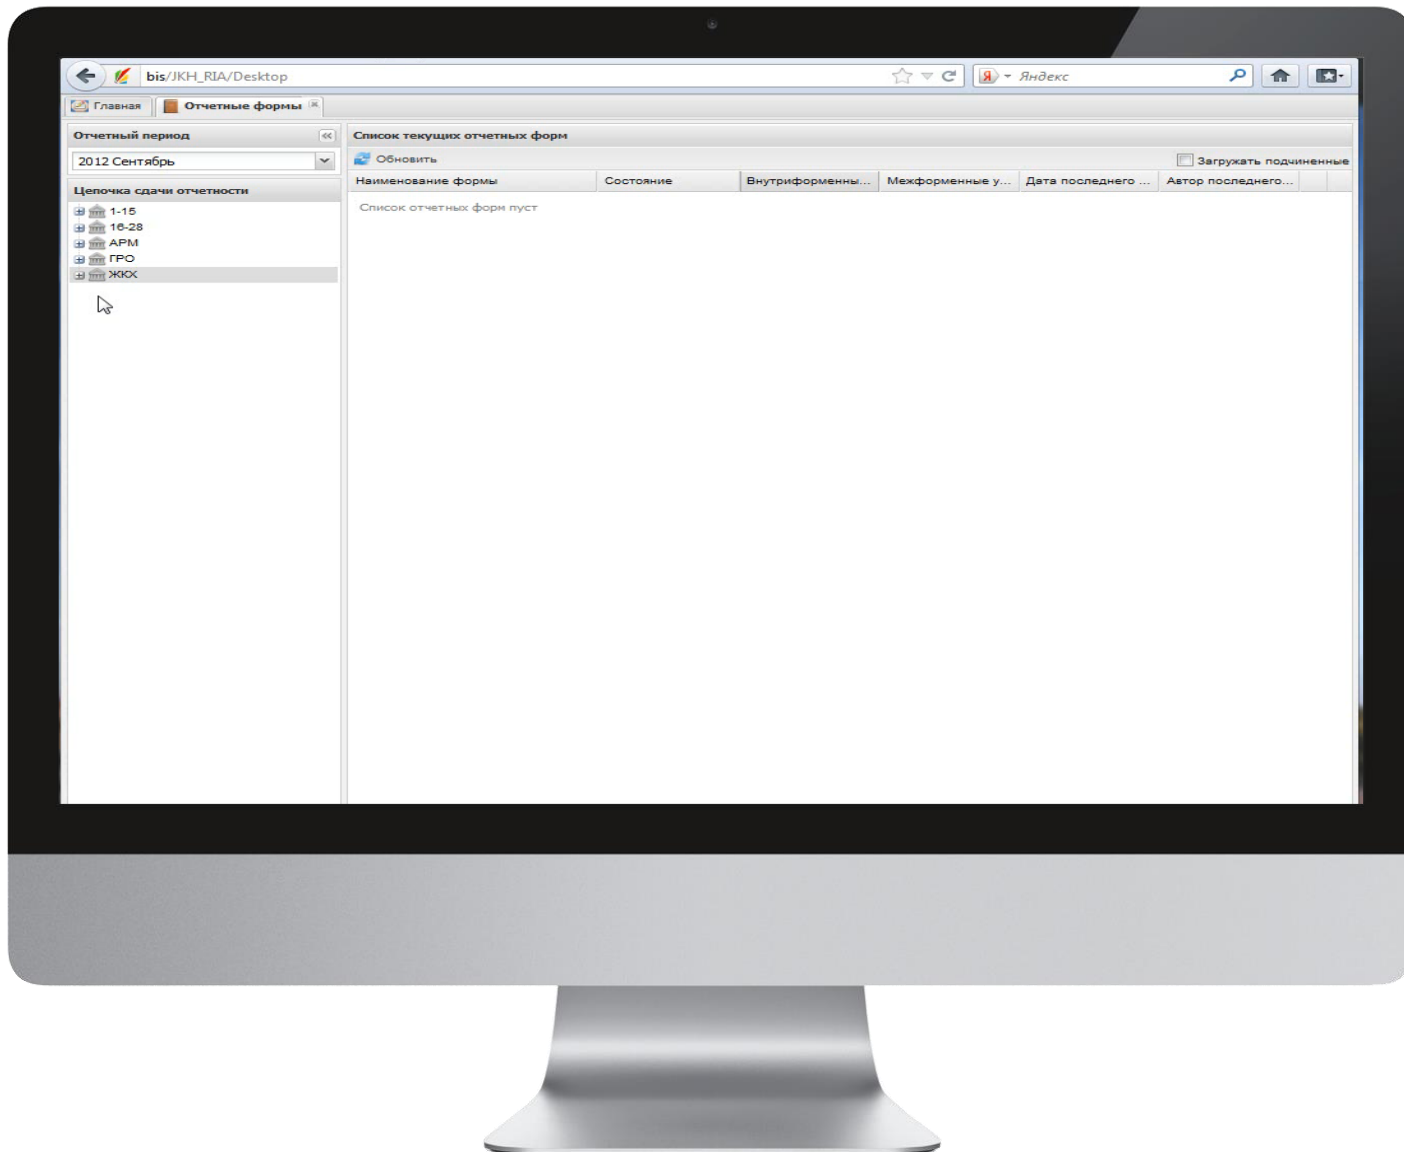 bis/JKH_RIA/Desktop
Яндекс
Главная
Отчетные формы
Отчетный период
2012 Сентябрь
Цепочка сдачи отчетности
1-15
16-28
АРМ
ГРО
ЖКХ
Список текущих отчетных форм
Обновить
Загружать подчиненные
Наименование формы Состояние Внутриформенны... Межформенные у... Дата последнего ... Автор последнего...
Список отчетных форм пуст